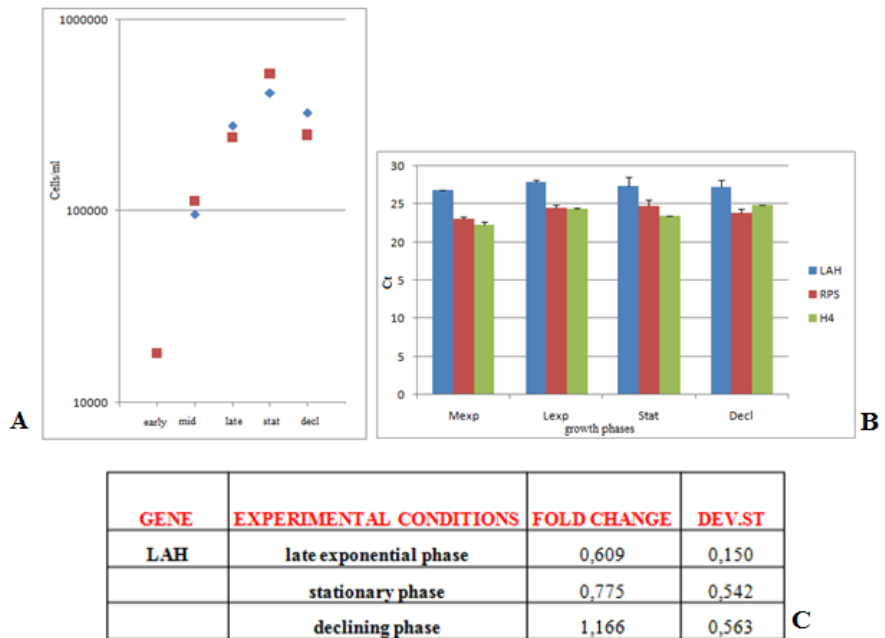 1000000
100000
10000
Cells/ml
early mid late stat decl
A
30
25
20
5
10
5
0
Ct
Mexp Lexp Stat Decl
growth phases
LAH
RPS
H4
B
GENE EXPERIMENTAL CONDITIONS FOLD CHANGE DEV.ST
LAH late exponential phase 0,609 0,150
stationary phase 0,775 0,542
declining phase 1,166 0,563
C